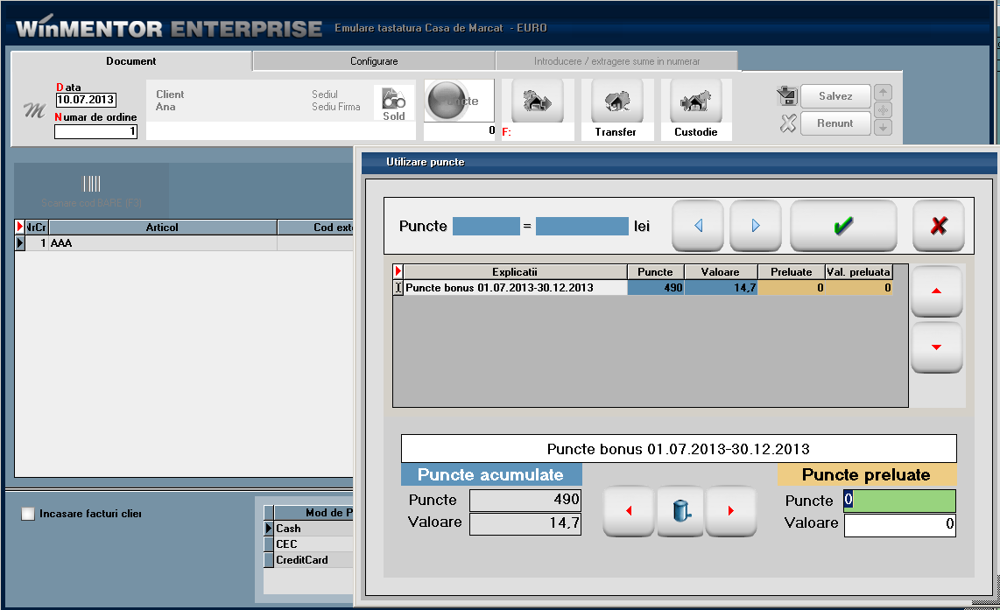 WinMENTOR ENTERPRISE Emulare tastatura Casa de Marcat - EURO
Document Configurare Introducere / extragere sume in numerar
Data
10.07.2013
Numar de ordine
1
Client
Ana
Sediul
Sediu Firma
Sold
0
F:
Transfer
Custodie
Salvez
Renunt
Scanare cod BARE (F3)
NrCr Articol
1 AAA
Utilizare puncte
Puncte = lei
Explicatii Puncte Valoare Preluate Val. preluata
Puncte bonus 01.07.2013-30.12.2013 490 14,7 0 0
Puncte bonus 01.07.2013-30.12.2013
Puncte acumulate
Puncte 490
Valoare 14,7
Puncte preluate
Puncte 0
Valoare 0
Incasare facturi
Mod de P
Cash
CEC
CreditCard